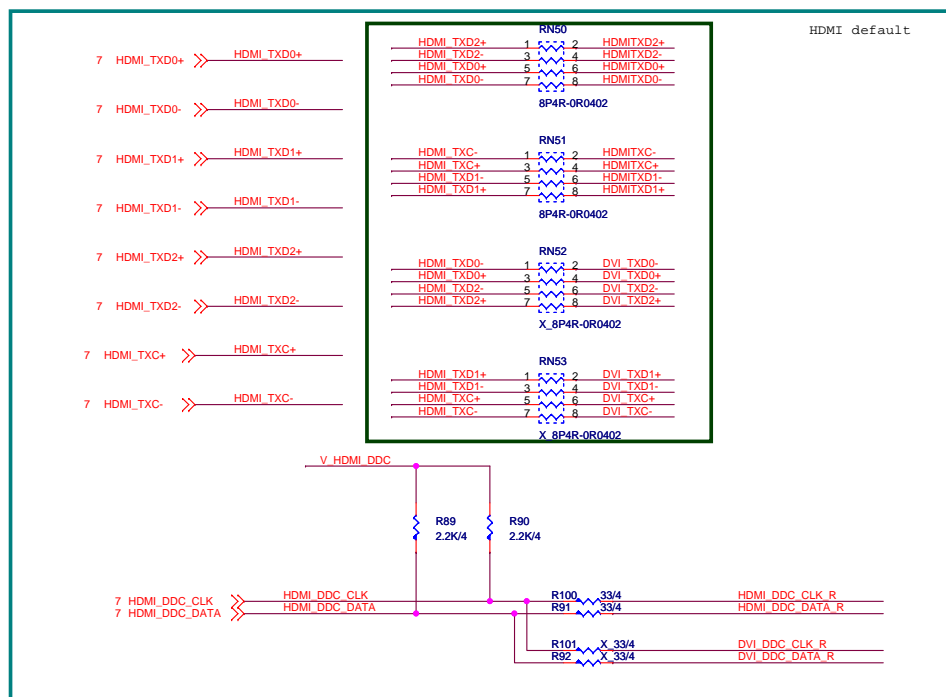 HDMI default
7 HDMI_TXD0+ HDMI_TXD0+
7 HDMI_TXD0- HDMI_TXD0-
7 HDMI_TXD1+ HDMI_TXD1+
7 HDMI_TXD1- HDMI_TXD1-
7 HDMI_TXD2+ HDMI_TXD2+
7 HDMI_TXD2- HDMI_TXD2-
7 HDMI_TXC+ HDMI_TXC+
7 HDMI_TXC- HDMI_TXC-
RN50
HDMI_TXD2+ 1 2 HDMITXD2+
HDMI_TXD2- 3 4 HDMITXD2-
HDMI_TXD0+ 5 6 HDMITXD0+
HDMI_TXD0- 7 8 HDMITXD0-
8P4R-0R0402
RN51
HDMI_TXC- 1 2 HDMITXC-
HDMI_TXC+ 3 4 HDMITXC+
HDMI_TXD1- 5 6 HDMITXD1-
HDMI_TXD1+ 7 8 HDMITXD1+
8P4R-0R0402
RN52
HDMI_TXD0- 1 2 DVI_TXD0-
HDMI_TXD0+ 3 4 DVI_TXD0+
HDMI_TXD2- 5 6 DVI_TXD2-
HDMI_TXD2+ 7 8 DVI_TXD2+
X_8P4R-0R0402
RN53
HDMI_TXD1+ 1 2 DVI_TXD1+
HDMI_TXD1- 3 4 DVI_TXD1-
HDMI_TXC+ 5 6 DVI_TXC+
HDMI_TXC- 7 8 DVI_TXC-
X_8P4R-0R0402
V_HDMI_DDC
R89 R90
2.2K/4 2.2K/4
7 HDMI_DDC_CLK HDMI_DDC_CLK R100 33/4 HDMI_DDC_CLK_R
7 HDMI_DDC_DATA HDMI_DDC_DATA R91 33/4 HDMI_DDC_DATA_R
R101 X_33/4 DVI_DDC_CLK_R
R92 X_33/4 DVI_DDC_DATA_R